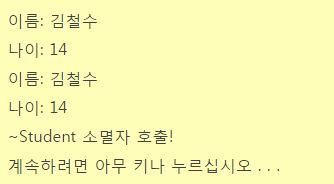 이름: 김철수
나이: 14
이름: 김철수
나이: 14
~Student 소멸자 호출!
계속하려면 아무 키나 누르십시오 . . .